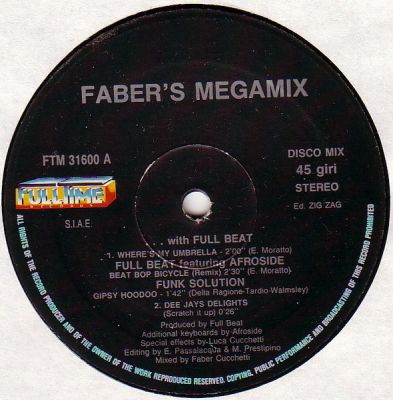 FABER'S MEGAMIX
FTM 31600 A
FULLTIME
RECORDS
S.I.A.E.
DISCO MIX
45 giri
STEREO
Ed. ZIG ZAG
. . . with FULL BEAT
1. WHERE'S MY UMBRELLA - 2'00" (E. Moratto)
FULL BEAT featuring AFROSIDE
BEAT BOP BICYCLE (Remix) 2'30" (E. Moratto)
FUNK SOLUTION
GIPSY HOODOO - 1'42" (Della Ragione-Tardio-Walmsley)
2. DEE JAYS DELIGHTS
(Scratch it up) 0'26"
Produced by Full Beat
Additional keyboards by Afroside
Special effects by Luca Cucchetti
Editing by E. Passalacqua & M. Prestipino
Mixed by Faber Cucchetti
ALL RIGHTS OF THE RECORD PRODUCER AND OF THE OWNER OF THE WORK REPRODUCED RESERVED. COPYING, PUBLIC PERFORMANCE AND BROADCASTING OF THIS RECORD PROHIBITED